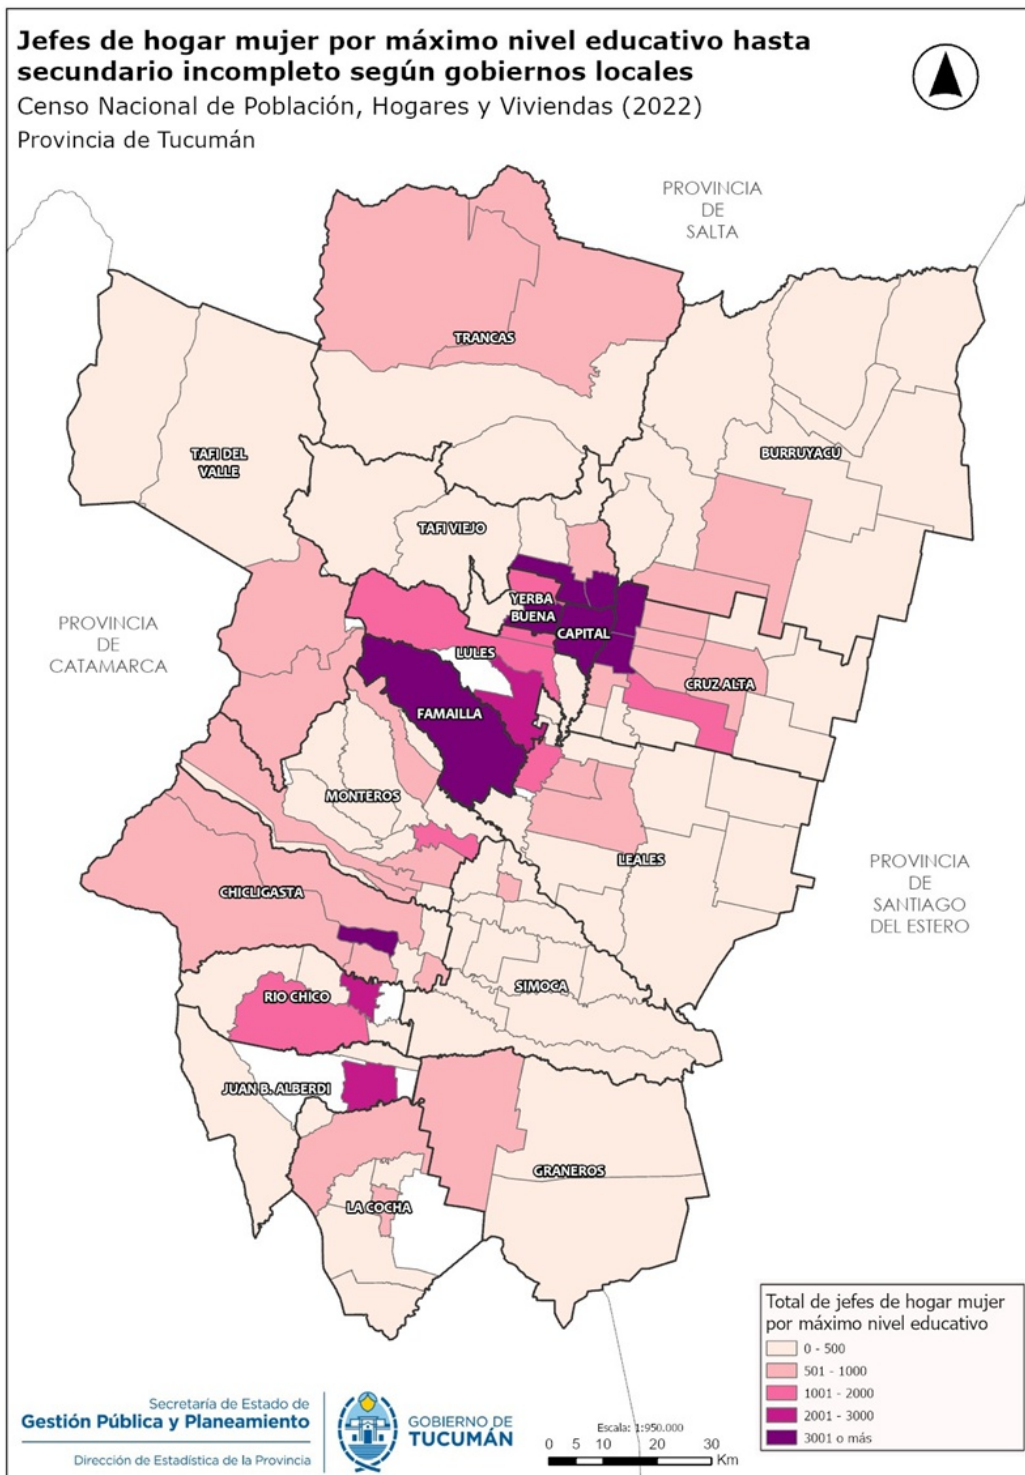 Jefes de hogar mujer por máximo nivel educativo hasta
secundario incompleto según gobiernos locales
Censo Nacional de Población, Hogares y Viviendas (2022)
Provincia de Tucumán
PROVINCIA
DE
SALTA
TRANCAS
TAFI DEL
VALLE
BURRUYACÚ
TAFI VIEJO
YERBA
BUENA
CAPITAL
PROVINCIA
DE
CATAMARCA
LULES
CRUZ ALTA
FAMAILLA
MONTEROS
LEALES
PROVINCIA
DE
SANTIAGO
DEL ESTERO
CHICLIGASTA
SIMOCA
RIO CHICO
JUAN B. ALBERDI
GRANEROS
LA COCHA
Total de jefes de hogar mujer
por máximo nivel educativo
0 - 500
501 - 1000
1001 - 2000
2001 - 3000
3001 o más
Secretaría de Estado de
Gestión Pública y Planeamiento
Dirección de Estadística de la Provincia
GOBIERNO DE
TUCUMÁN
Escala: 1:950.000
0 5 10 20 30
Km